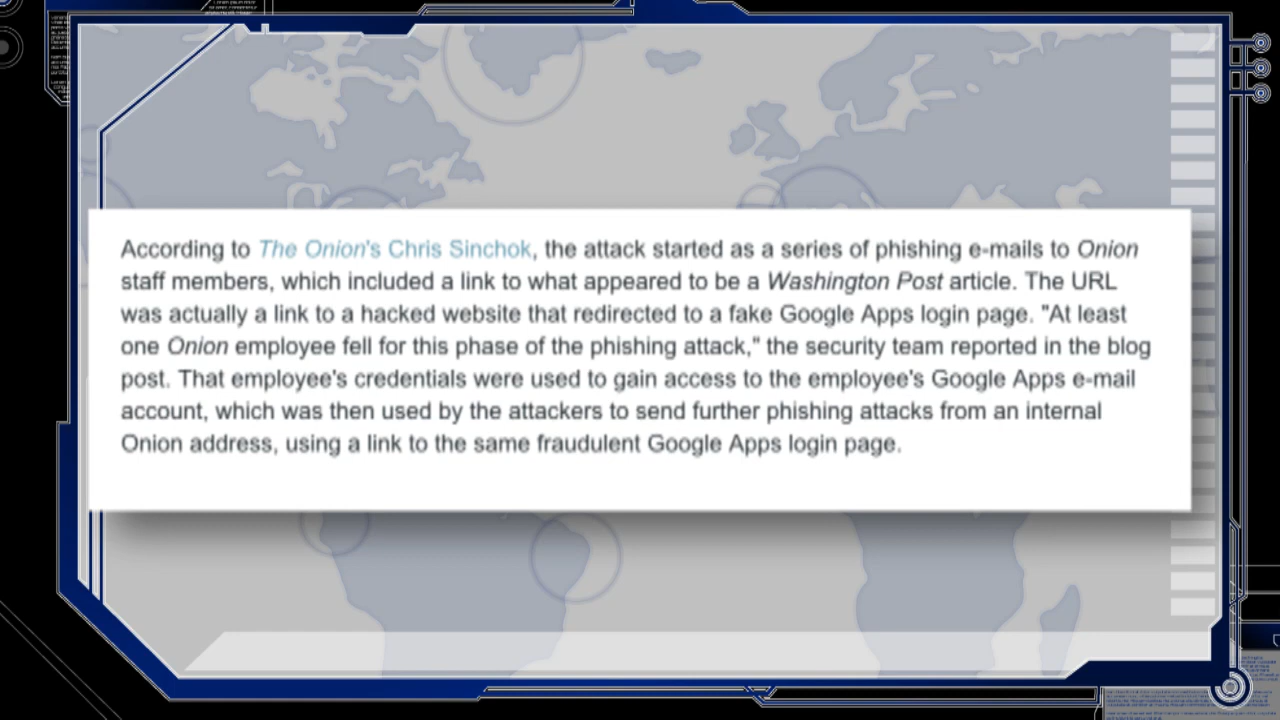 According to The Onion's Chris Sinchok, the attack started as a series of phishing e-mails to Onion
staff members, which included a link to what appeared to be a Washington Post article. The URL
was actually a link to a hacked website that redirected to a fake Google Apps login page. "At least
one Onion employee fell for this phase of the phishing attack," the security team reported in the blog
post. That employee's credentials were used to gain access to the employee's Google Apps e-mail
account, which was then used by the attackers to send further phishing attacks from an internal
Onion address, using a link to the same fraudulent Google Apps login page.